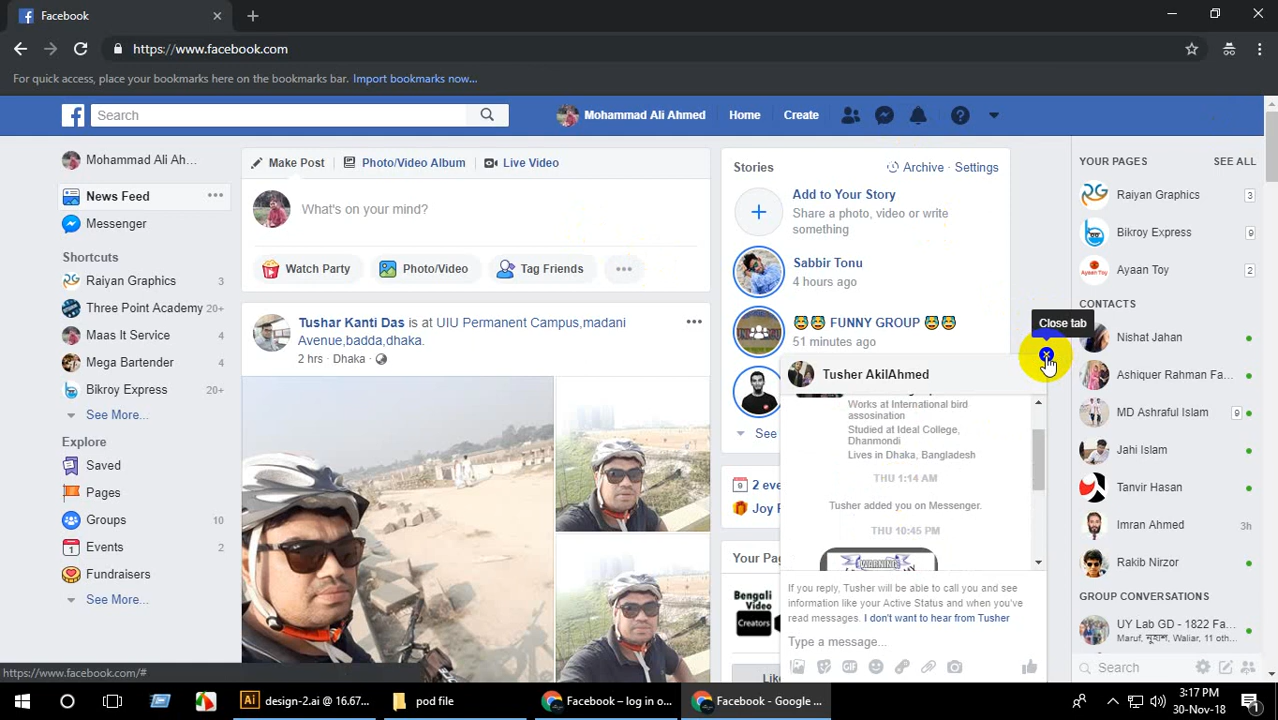 Facebook
https://www.facebook.com
For quick access, place your bookmarks here on the bookmarks bar. Import bookmarks now...
Search
Mohammad Ali Ahmed
Home
Create
Mohammad Ali Ah...
News Feed
Messenger
Shortcuts
Raiyan Graphics 3
Three Point Academy 20+
Maas It Service 4
Mega Bartender 4
Bikroy Express 20+
See More...
Explore
Saved
Pages
Groups 10
Events 2
Fundraisers
See More...
Make Post
Photo/Video Album
Live Video
What's on your mind?
Watch Party
Photo/Video
Tag Friends
Tushar Kanti Das is at UIU Permanent Campus,madani
Avenue,badda,dhaka.
2 hrs · Dhaka
Stories
Archive · Settings
Add to Your Story
Share a photo, video or write
something
Sabbir Tonu
4 hours ago
FUNNY GROUP
51 minutes ago
See
9 2 eve
Joy F
Your Pag
Bengali
Video
Creators
Lik
Close tab
Tusher AkilAhmed
Works at International bird
assosination
Studied at Ideal College,
Dhanmondi
Lives in Dhaka, Bangladesh
THU 1:14 AM
Tusher added you on Messenger.
THU 10:45 PM
WARNING
If you reply, Tusher will be able to call you and see
information like your Active Status and when you've
read messages. I don't want to hear from Tusher
Type a message...
GIF
YOUR PAGES SEE ALL
Raiyan Graphics 3
Bikroy Express 9
Ayaan Toy 2
CONTACTS
Nishat Jahan
Ashiquer Rahman Fa...
MD Ashraful Islam 9
Jahi Islam
Tanvir Hasan
Imran Ahmed 3h
Rakib Nirzor
GROUP CONVERSATIONS
UY Lab GD - 1822 Fa...
Maruf, নূহাশ, Waliar, 11 oth...
Search
https://www.facebook.com/#
Ai design-2.ai @ 16.67...
pod file
Facebook – log in o...
Facebook - Google ...
3:17 PM
30-Nov-18
1